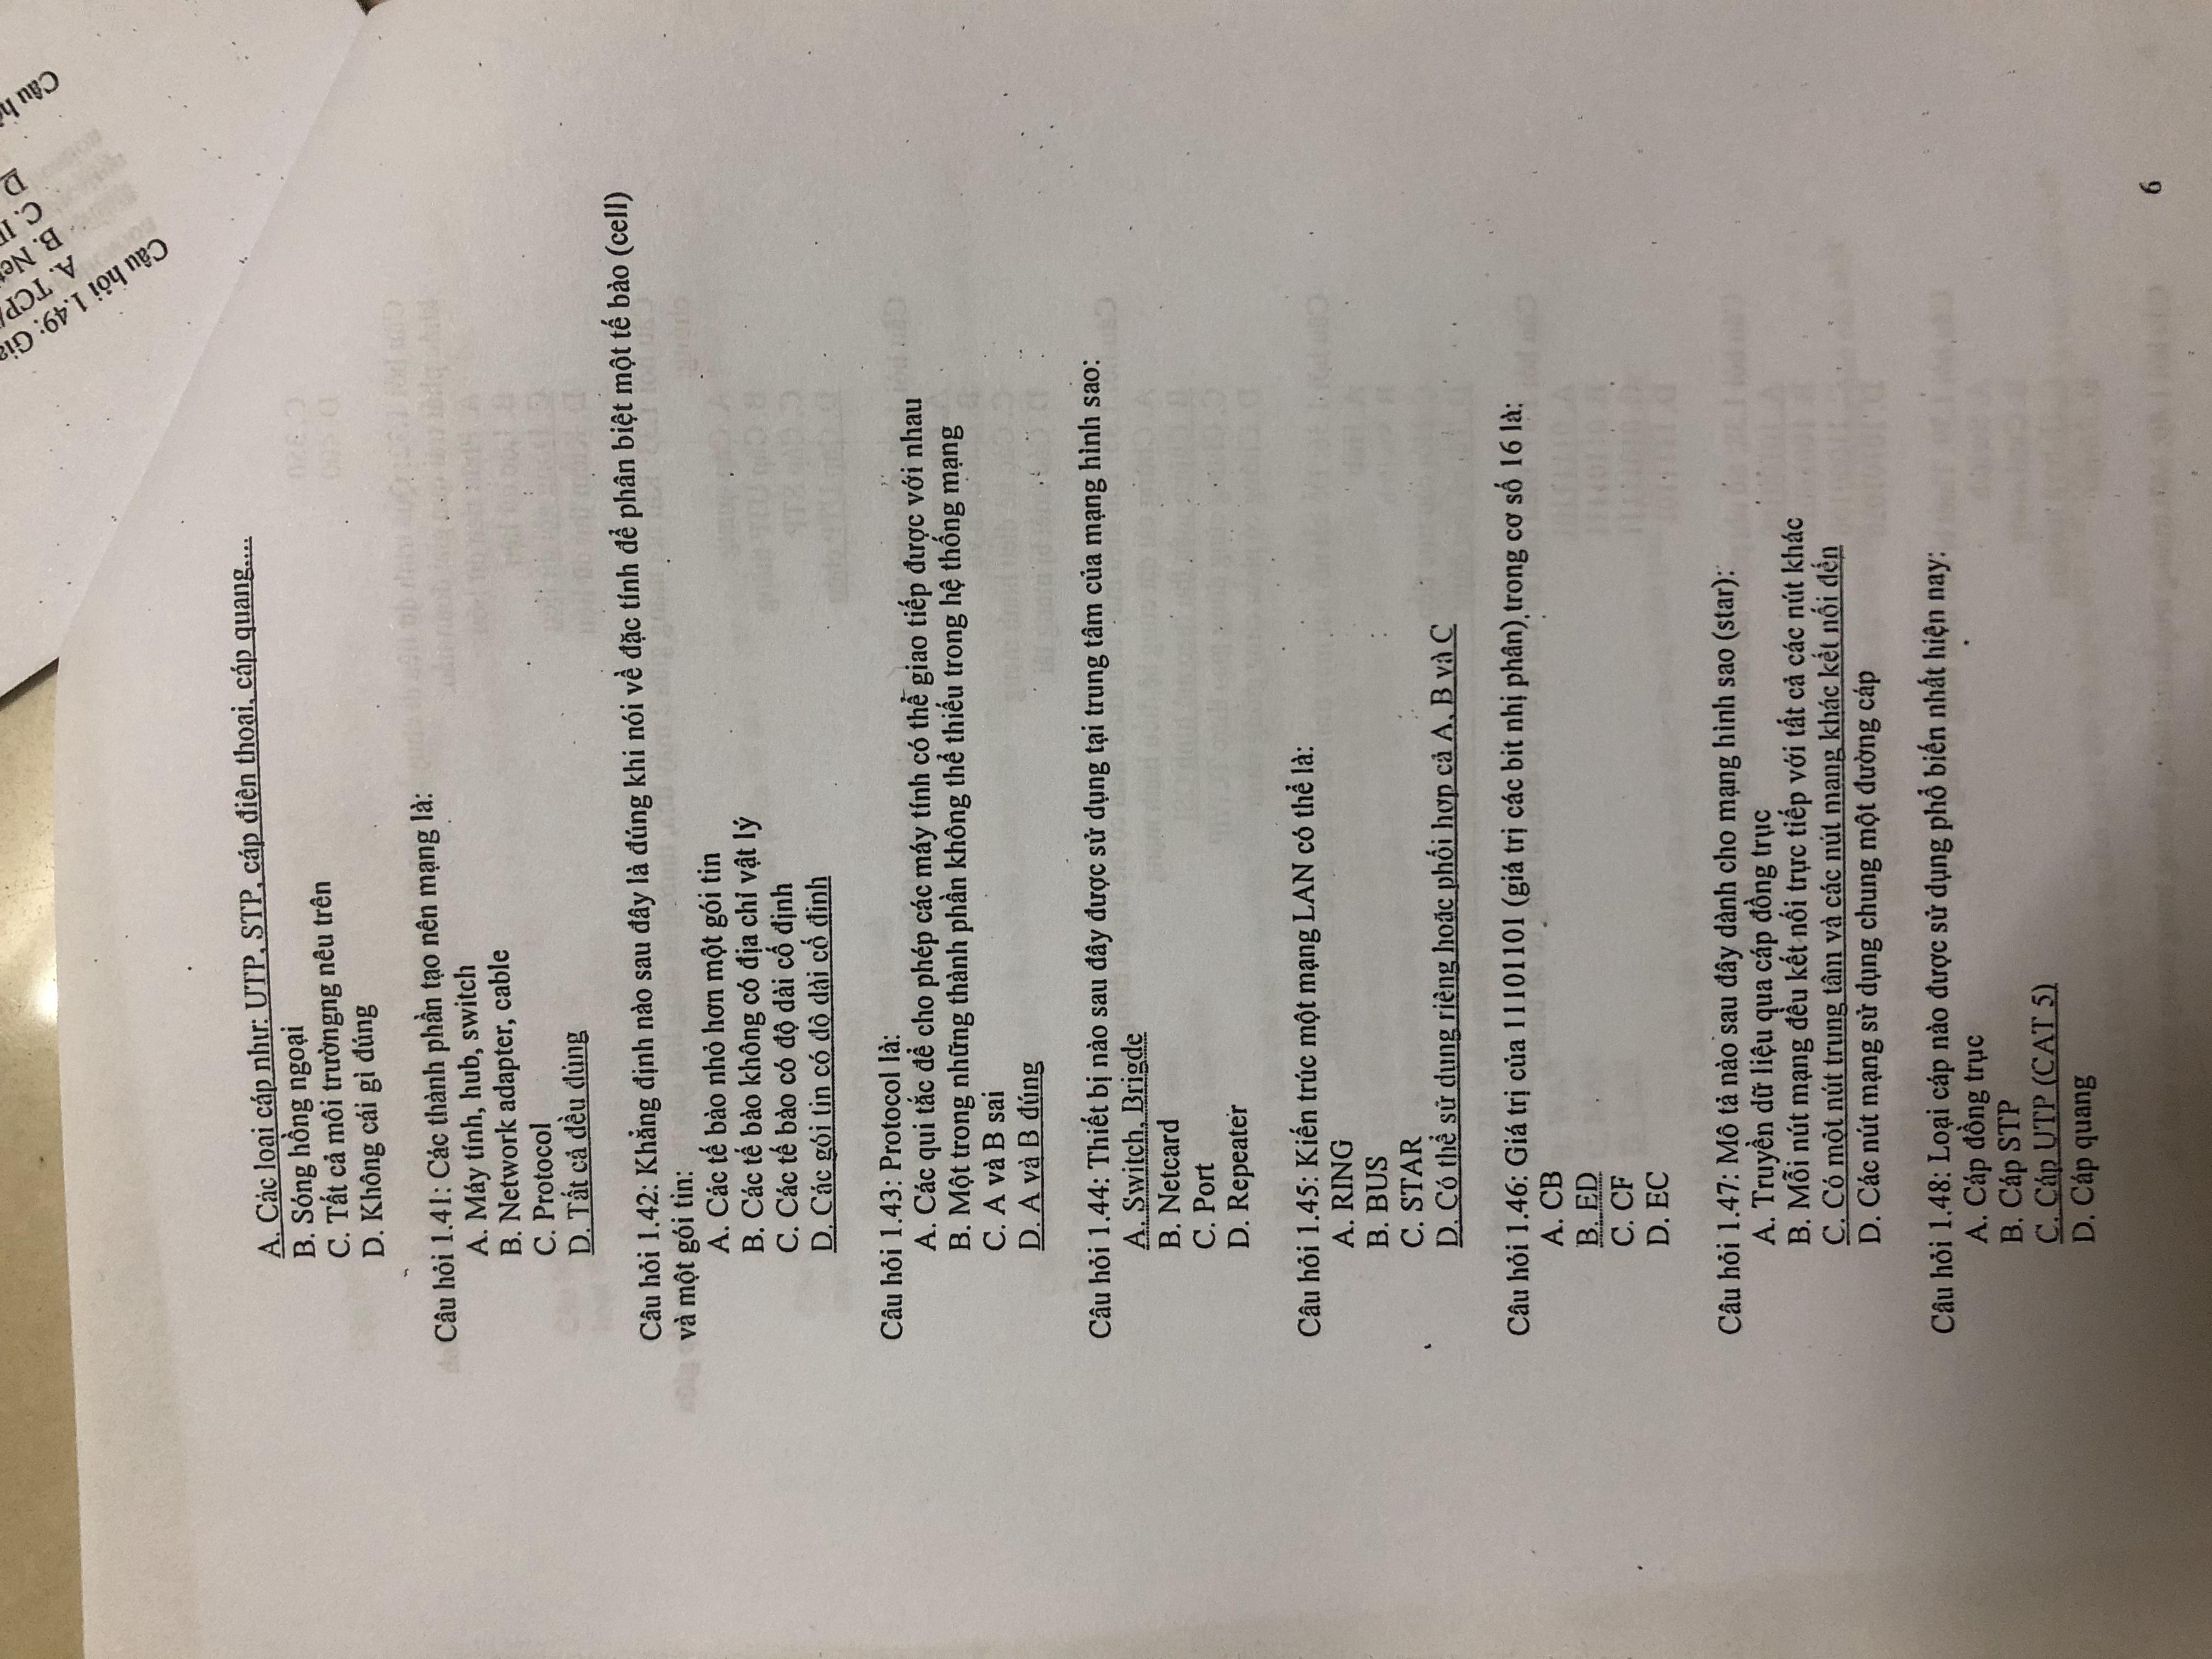 A. Các loại cáp như: UTP, STP, cáp điện thoại, cáp quang....
B. Sóng hồng ngoại
C. Tất cả môi trườngng nêu trên
D. Không cái gì đúng
Câu hỏi 1.41: Các thành phần tạo nên mạng là:
A. Máy tính, hub, switch
B. Network adapter, cable
C. Protocol
D. Tất cả đều đúng
Câu hỏi 1.42: Khẳng định nào sau đây là đúng khi nói về đặc tính để phân biệt một tế bào (cell)
và một gói tin:
A. Các tế bào nhỏ hơn một gói tin
B. Các tế bào không có địa chỉ vật lý
C. Các tế bào có độ dài cố định
D. Các gói tin có độ dài cố định
Câu hỏi 1.43: Protocol là:
A. Các qui tắc để cho phép các máy tính có thể giao tiếp được với nhau
B. Một trong những thành phần không thể thiếu trong hệ thống mạng
C. A và B sai
D. A và B đúng
Câu hỏi 1.44: Thiết bị nào sau đây được sử dụng tại trung tâm của mạng hình sao:
A. Switch, Brigde
B. Netcard
C. Port
D. Repeater
Câu hỏi 1.45: Kiến trúc một mạng LAN có thể là:
A. RING
B. BUS
C. STAR
D. Có thể sử dụng riêng hoặc phối hợp cả A, B và C
Câu hỏi 1.46: Giá trị của 11101101 (giá trị các bit nhị phân) trong cơ số 16 là:
A. CB
B. ED
C. CF
D. EC
Câu hỏi 1.47: Mô tả nào sau đây dành cho mạng hình sao (star):
A. Truyền dữ liệu qua cáp đồng trục
B. Mỗi nút mạng đều kết nối trực tiếp với tất cả các nút khác
C. Có một nút trung tâm và các nút mạng khác kết nối đến
D. Các nút mạng sử dụng chung một đường cáp
Câu hỏi 1.48: Loại cáp nào được sử dụng phổ biến nhất hiện nay:
A. Cáp đồng trục
B. Cáp STP
C. Cáp UTP (CAT 5)
D. Cáp quang
6
Câu hỏi 1.49:
A. TCP/
B.
C.
D
Câu